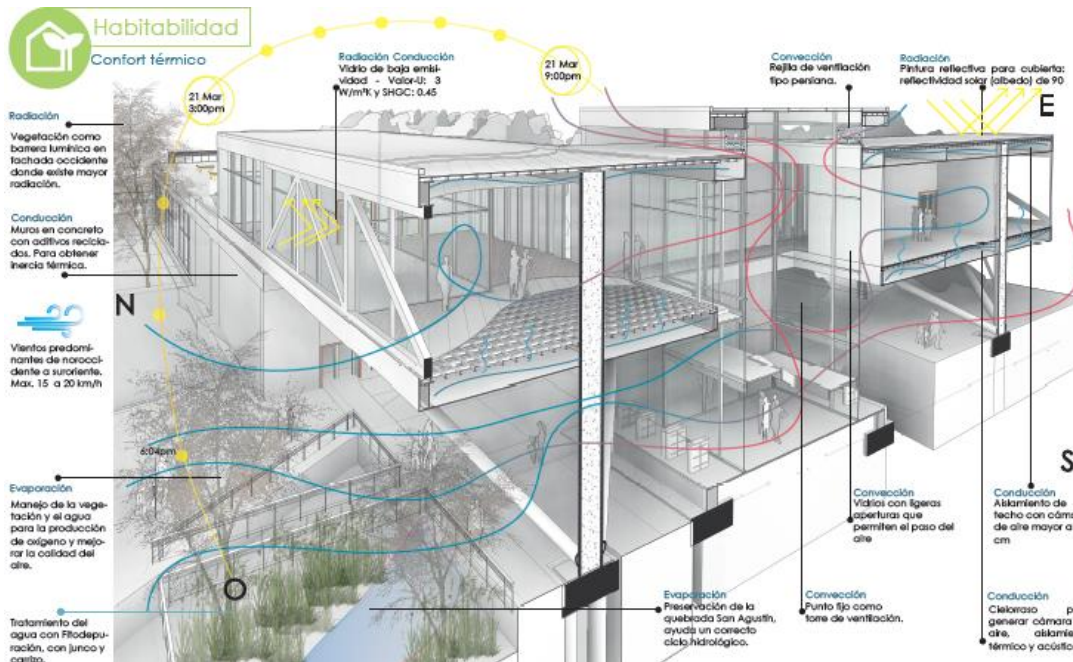 Habitabilidad
Confort térmico
Radiación
Vegetación como
barrera lumínica en
fachada occidente
donde existe mayor
radiación.
Conducción
Muros en concreto
con aditivos recicla-
dos. Para obtener
inercia térmica.
N
Vientos predomi-
nantes de norocci-
dente a suroriente.
Max. 15 a 20 km/h
Evaporación
Manejo de la vege-
tación y el agua
para la producción
de oxígeno y mejo-
rar la calidad del
aire.
Tratamiento del
agua con Fitodepu-
ración, con junco y
carrizo.
21 Mar
3:00pm
6:04pm
O
Radiación Conducción
Vidrio de baja emisi-
vidad - Valor-U: 3
W/m²K y SHGC: 0.45
21 Mar
9:00pm
Convección
Rejilla de ventilación
tipo persiana.
Radiación
Pintura reflectiva para cubierta:
reflectividad solar (albedo) de 90
E
S
Evaporación
Preservación de la
quebrada San Agustín,
ayuda un correcto
ciclo hidrológico.
Convección
Punto fijo como
torre de ventilación.
Convección
Vidrios con ligeras
aperturas que
permiten el paso del
aire
Conducción
Aislamiento de
techo con cáma
de aire mayor a
cm
Conducción
Cielorraso p
generar cámara
aire, aislamie
térmico y acústic